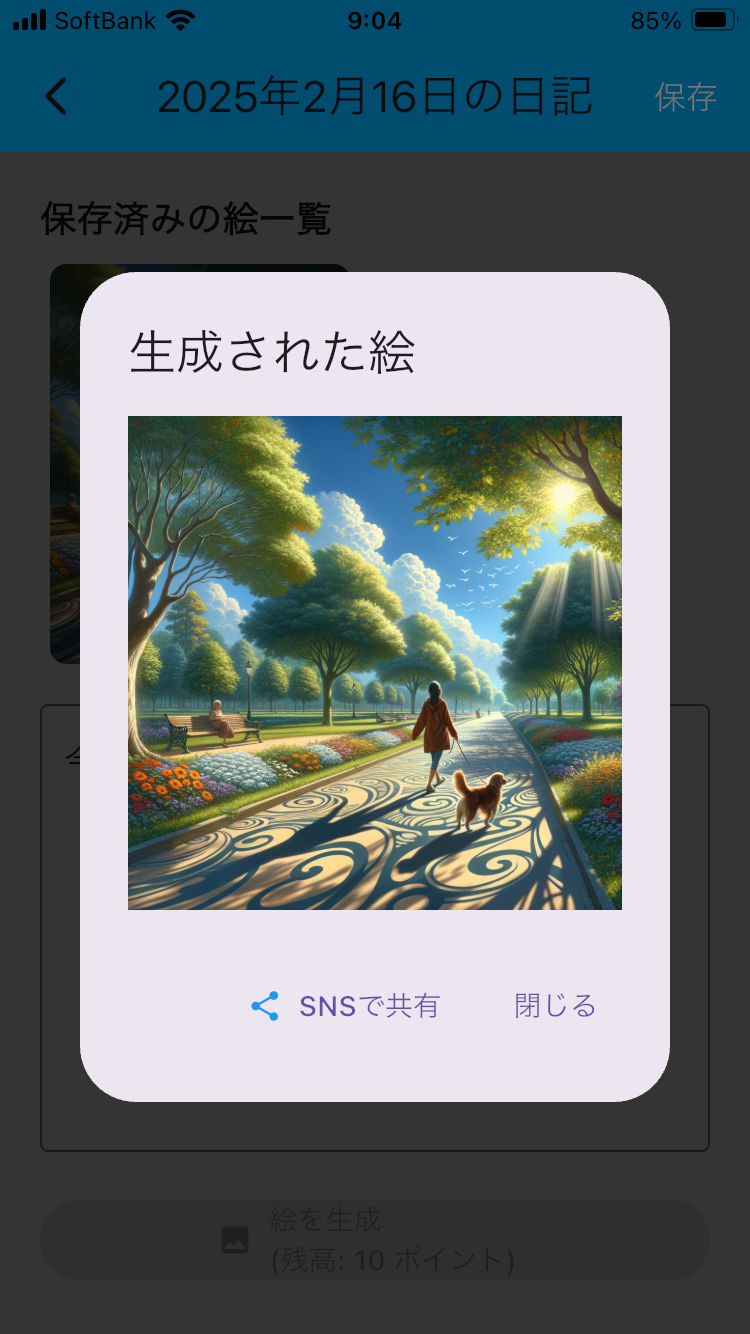 SoftBank 9:04 85%
2025年2月16日の日記 保存
保存済みの絵一覧
生成された絵
SNSで共有 閉じる
絵を生成
(残高: 10 ポイント)